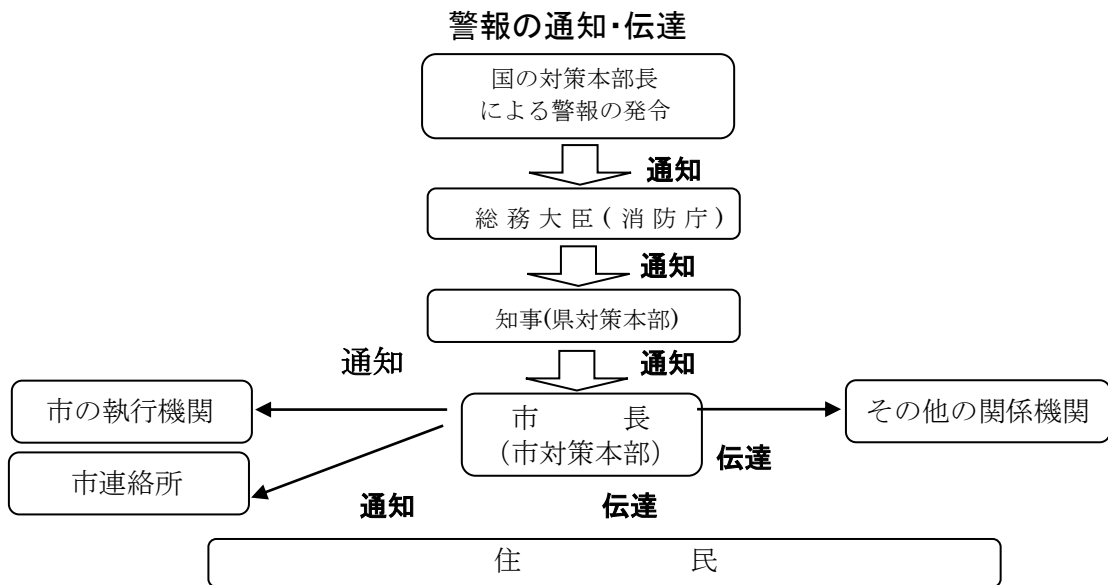 警報の通知・伝達
国の対策本部長
による警報の発令
通知
総 務 大 臣 ( 消 防 庁 )
通知
知事(県対策本部)
通知
通知
市の執行機関
市　　　長
(市対策本部)
その他の関係機関
伝達
市連絡所
通知
伝達
住　　　　　　民